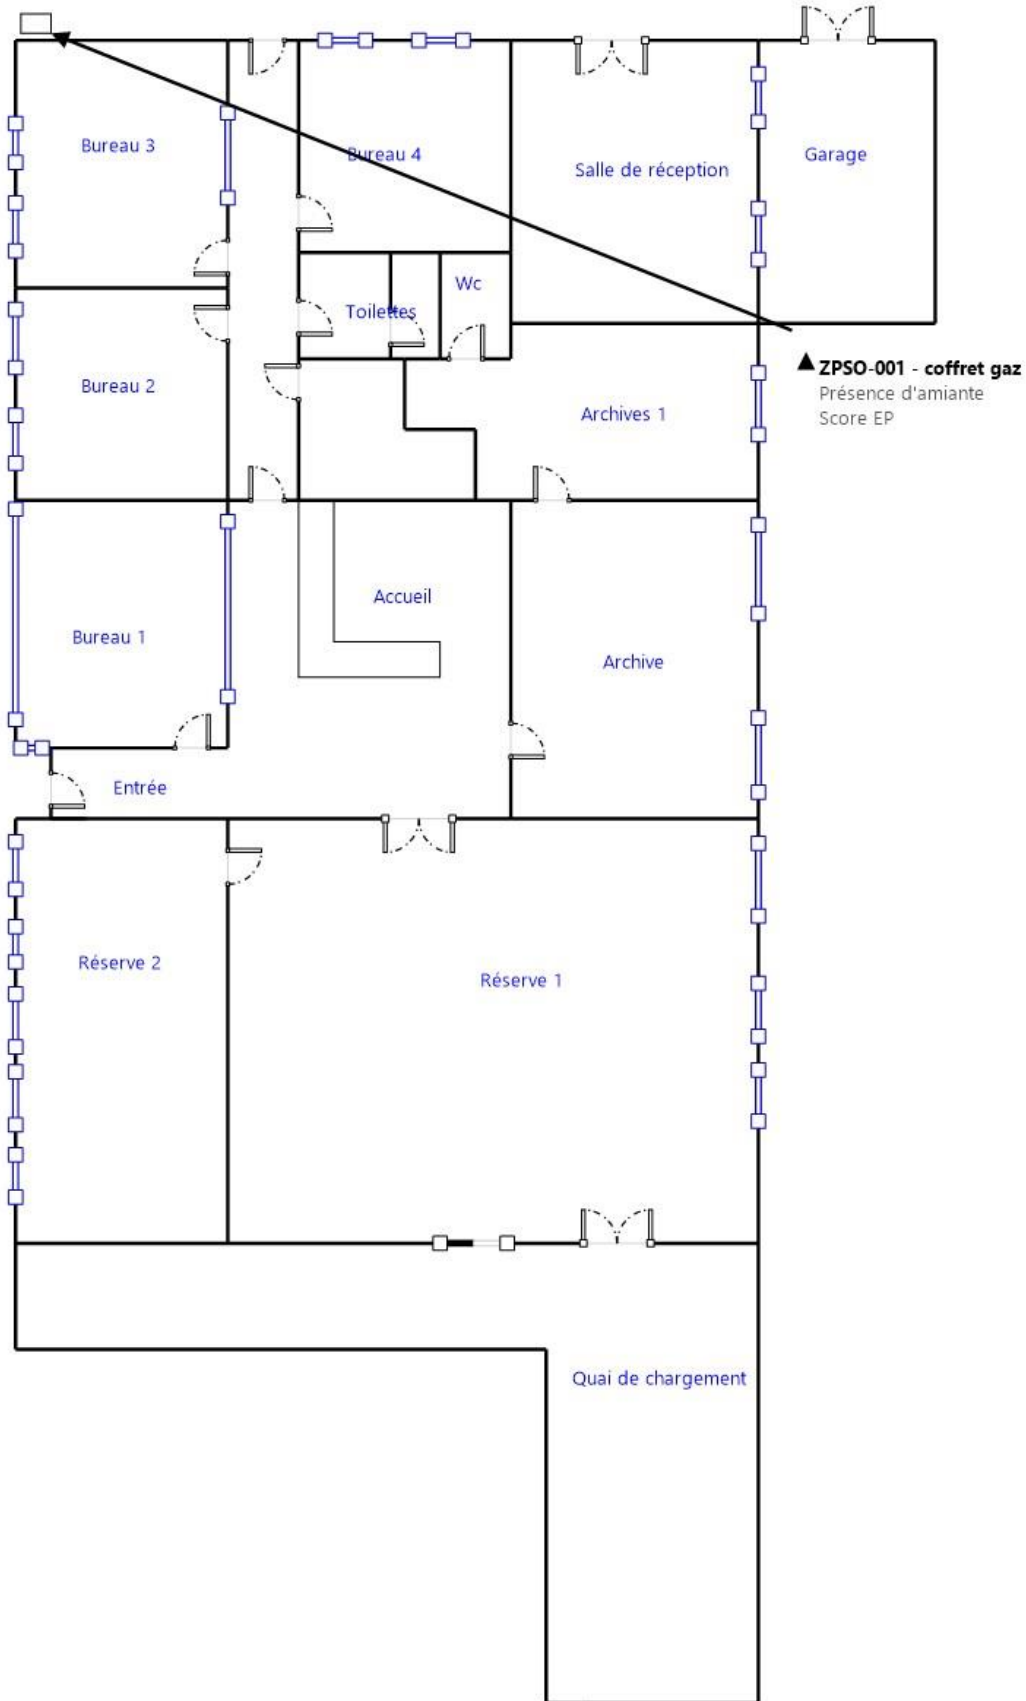 Bureau 3
Bureau 4
Salle de réception
Garage
Toilettes
Wc
Bureau 2
Archives 1
ZPSO-001 - coffret gaz
Présence d'amiante
Score EP
Accueil
Bureau 1
Archive
Entrée
Réserve 2
Réserve 1
Quai de chargement